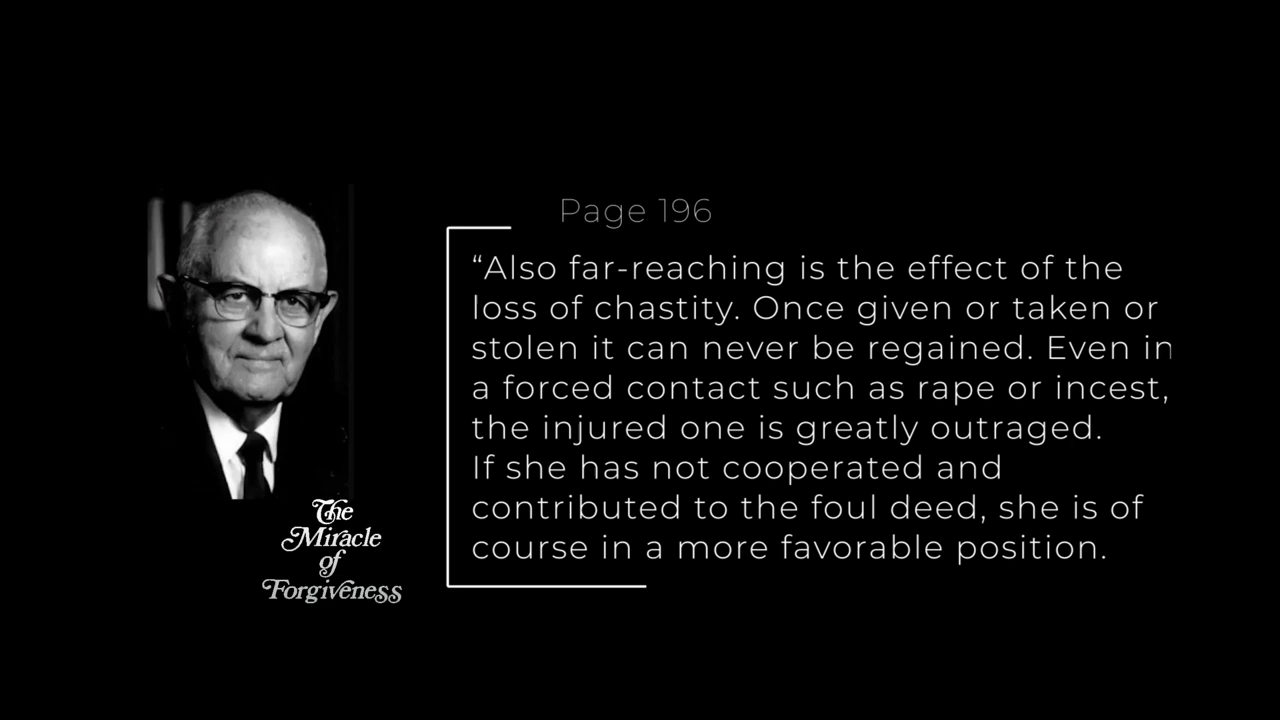 Page 196
“Also far-reaching is the effect of the
loss of chastity. Once given or taken or
stolen it can never be regained. Even in
a forced contact such as rape or incest,
the injured one is greatly outraged.
If she has not cooperated and
contributed to the foul deed, she is of
course in a more favorable position.
The
Miracle
of
Forgiveness